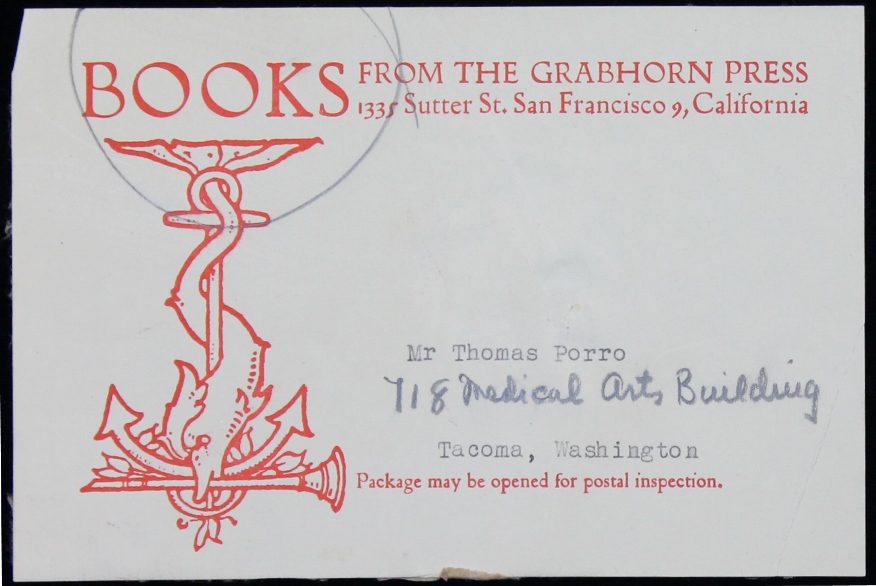 BOOKS FROM THE GRABHORN PRESS
1335 Sutter St. San Francisco 9, California
Mr Thomas Porro
718 Medical Arts Building
Tacoma, Washington
Package may be opened for postal inspection.